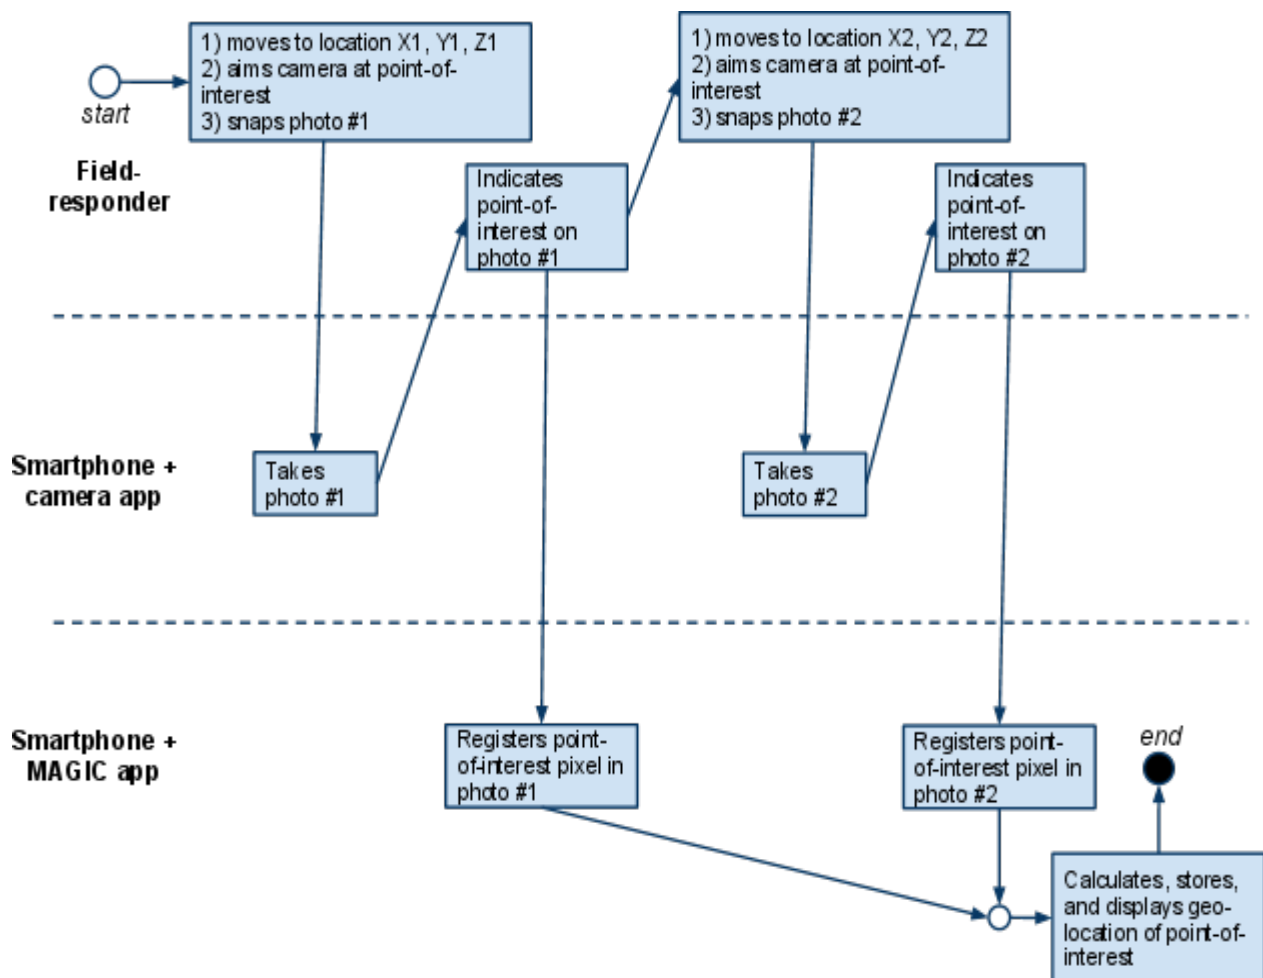 1) moves to location X1, Y1, Z1
2) aims camera at point-of-
interest
3) snaps photo #1
1) moves to location X2, Y2, Z2
2) aims camera at point-of-
interest
3) snaps photo #2
start
Field-
responder
Indicates
point-of-
interest on
photo #1
Indicates
point-of-
interest on
photo #2
Smartphone +
camera app
Takes
photo #1
Takes
photo #2
Smartphone +
MAGIC app
Registers point-
of-interest pixel in
photo #1
Registers point-
of-interest pixel in
photo #2
end
Calculates, stores,
and displays geo-
location of point-of-
interest